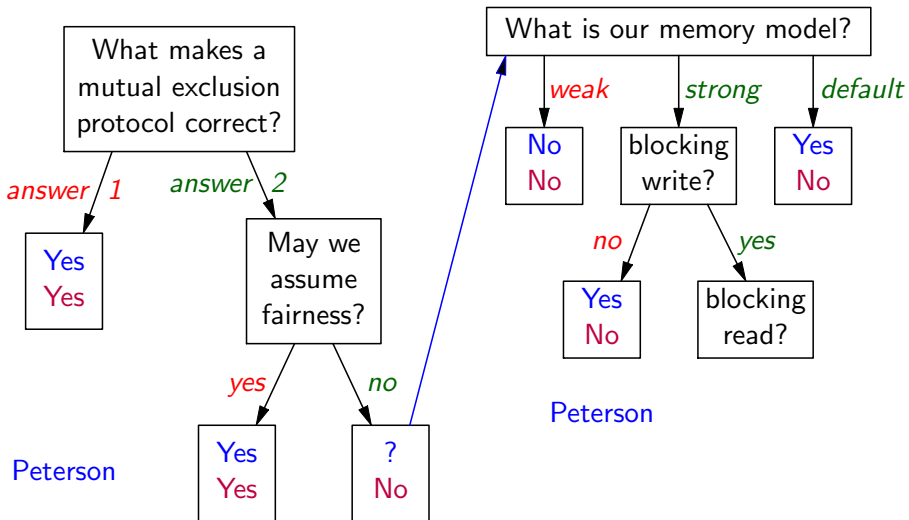 What makes a
mutual exclusion
protocol correct?
answer 1
answer 2
Yes
Yes
May we
assume
fairness?
yes
no
Yes
Yes
?
No
Peterson
What is our memory model?
weak
strong
default
No
No
blocking
write?
Yes
No
no
yes
Yes
No
blocking
read?
Peterson